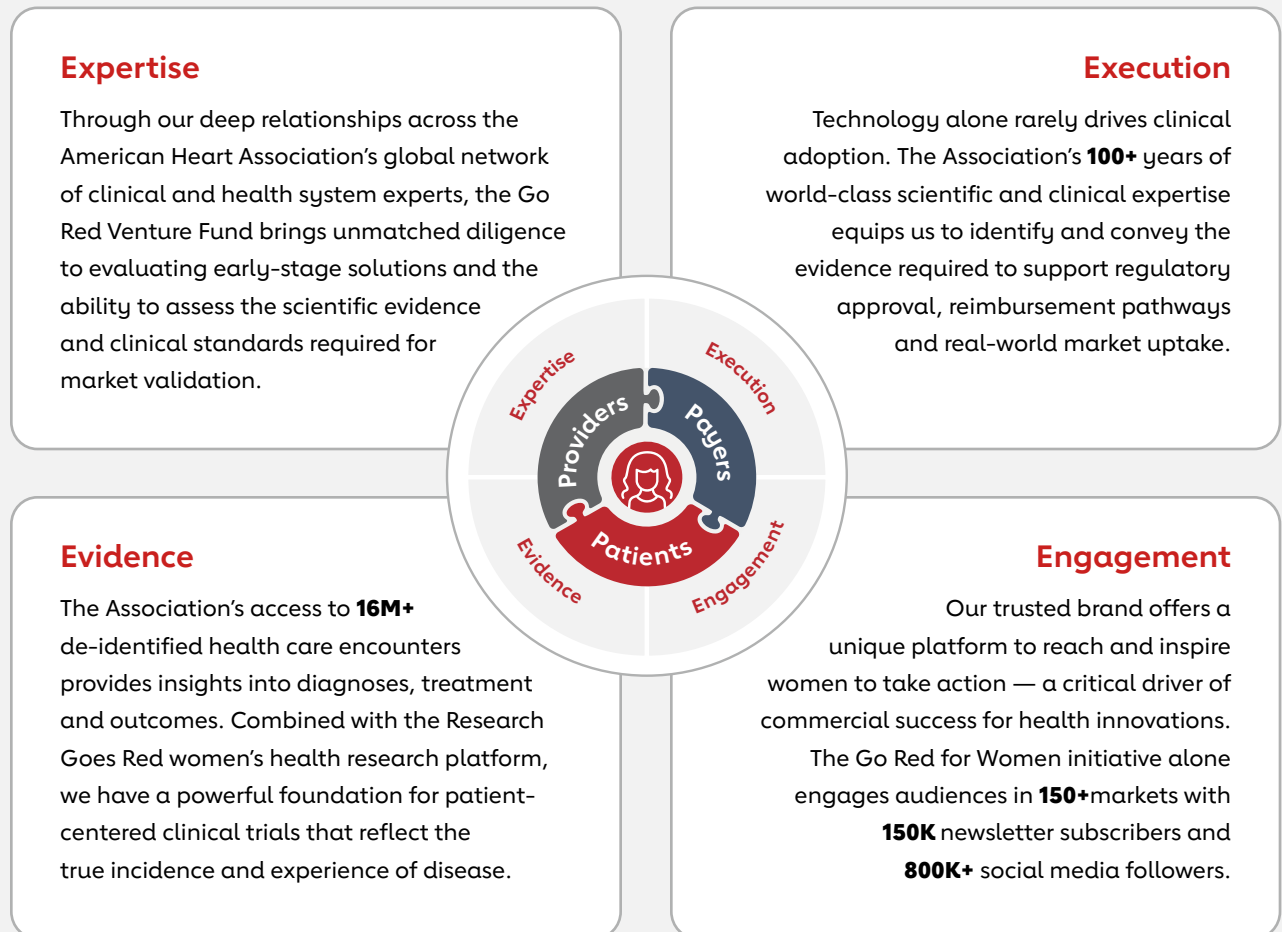 Expertise
Through our deep relationships across the
American Heart Association’s global network
of clinical and health system experts, the Go
Red Venture Fund brings unmatched diligence
to evaluating early-stage solutions and the
ability to assess the scientific evidence
and clinical standards required for
market validation.
Execution
Technology alone rarely drives clinical
adoption. The Association’s 100+ years of
world-class scientific and clinical expertise
equips us to identify and convey the
evidence required to support regulatory
approval, reimbursement pathways
and real-world market uptake.
Expertise
Execution
Providers
Payers
Patients
Evidence
Engagement
Evidence
The Association’s access to 16M+
de-identified health care encounters
provides insights into diagnoses, treatment
and outcomes. Combined with the Research
Goes Red women’s health research platform,
we have a powerful foundation for patient-
centered clinical trials that reflect the
true incidence and experience of disease.
Engagement
Our trusted brand offers a
unique platform to reach and inspire
women to take action — a critical driver of
commercial success for health innovations.
The Go Red for Women initiative alone
engages audiences in 150+markets with
150K newsletter subscribers and
800K+ social media followers.